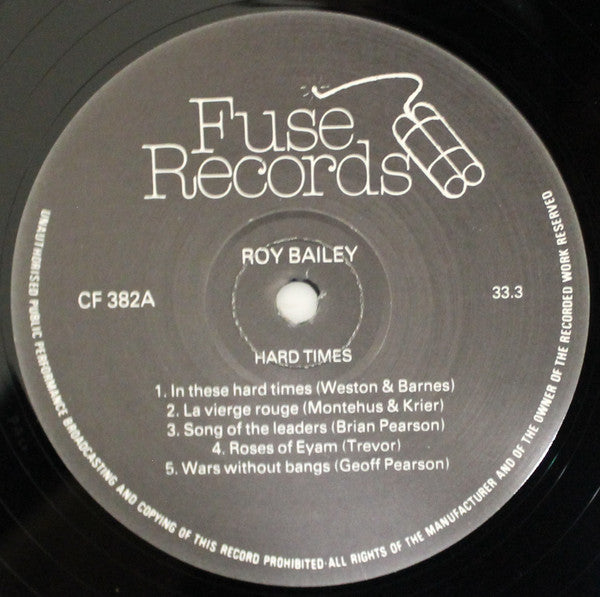 Fuse
Records
ROY BAILEY
CF 382A
33.3
HARD TIMES
1. In these hard times (Weston & Barnes)
2. La vierge rouge (Montehus & Krier)
3. Song of the leaders (Brian Pearson)
4. Roses of Eyam (Trevor)
5. Wars without bangs (Geoff Pearson)
UNAUTHORISED PUBLIC PERFORMANCE BROADCASTING AND COPYING OF THIS RECORD PROHIBITED·ALL RIGHTS OF THE MANUFACTURER AND OF THE OWNER OF THE RECORDED WORK RESERVED